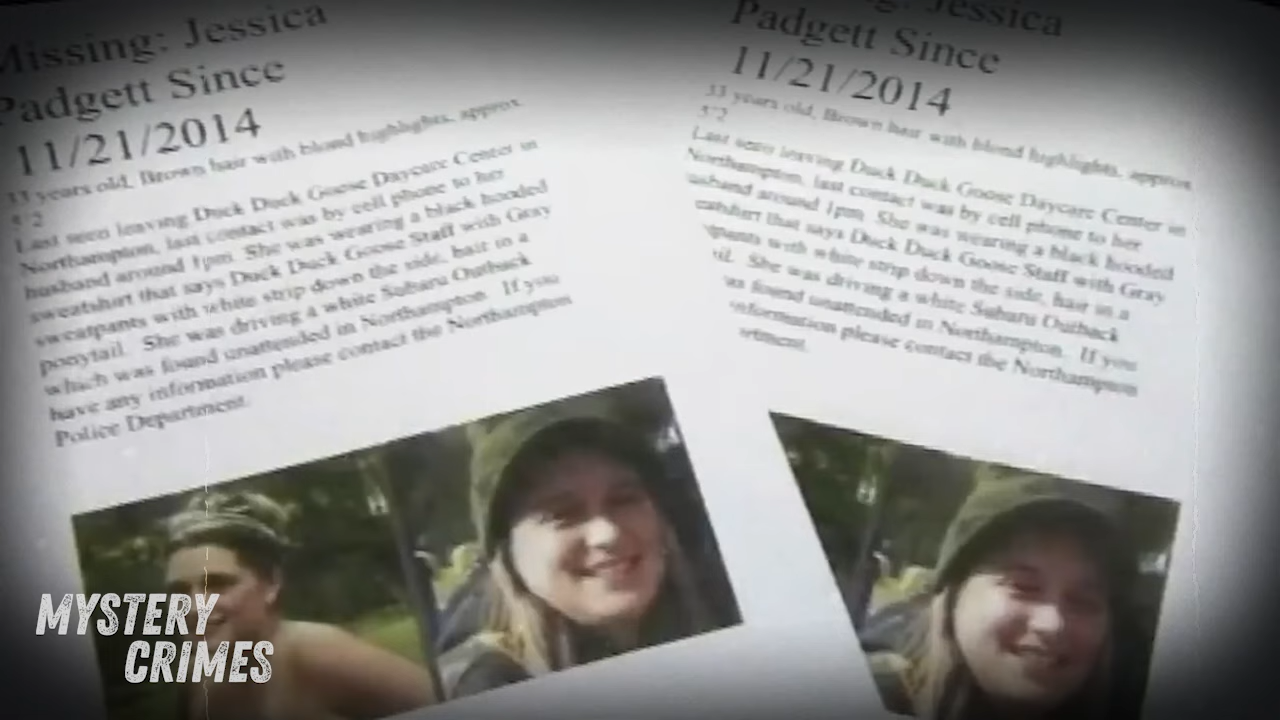 Missing: Jessica
Padgett Since
11/21/2014
33 years old, Brown hair with blond highlights, approx
5'2
Last seen leaving Duck Duck Goose Daycare Center in
Northampton, last contact was by cell phone to her
husband around 1pm. She was wearing a black hooded
sweatshirt that says Duck Duck Goose Staff with Gray
sweatpants with white strip down the side, hair in a
ponytail. She was driving a white Subaru Outback
which was found unattended in Northampton. If you
have any information please contact the Northampton
Police Department.
Jessica
Padgett Since
11/21/2014
33 years old, Brown hair with blond highlights, approx
5'2
Last seen leaving Duck Duck Goose Daycare Center in
Northampton, last contact was by cell phone to her
usband around 1pm. She was wearing a black hooded
eatshirt that says Duck Duck Goose Staff with Gray
pants with white strip down the side, hair in a
il. She was driving a white Subaru Outback
as found unattended in Northampton. If you
nformation please contact the Northampton
rtment.
MYSTERY
CRIMES